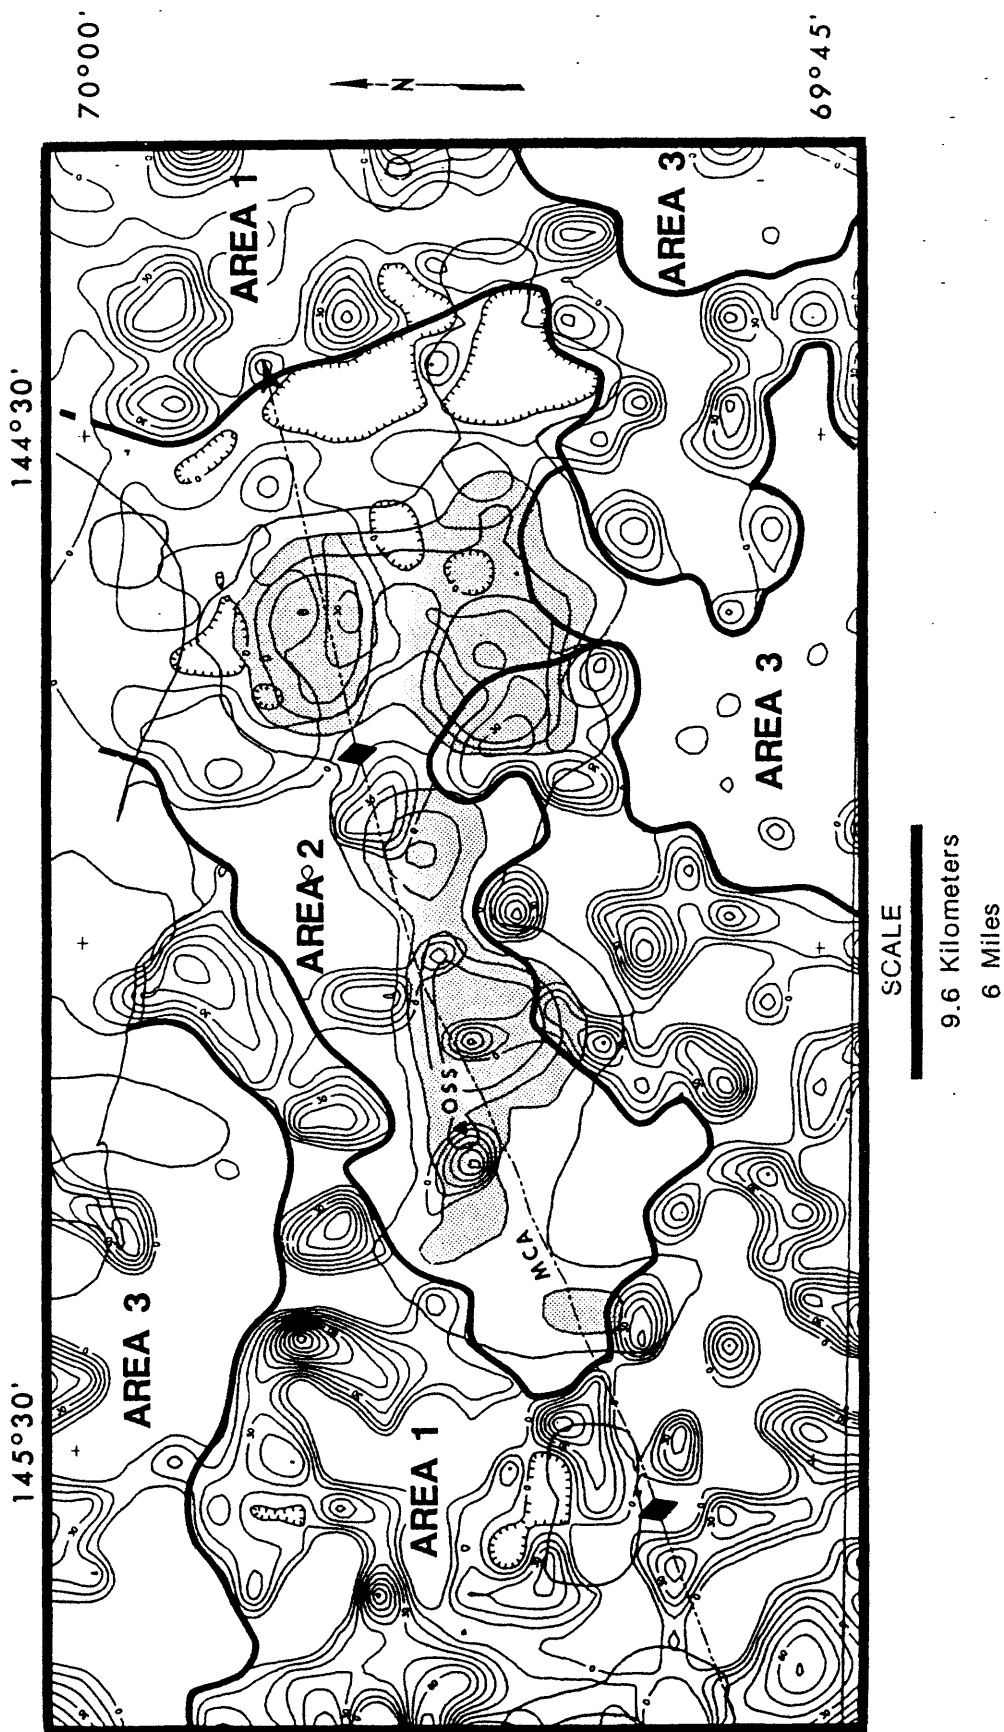 145°30'
144°30'
70°00'
69°45'
N
AREA 3
AREA 1
AREA 2
OSS
MCA
AREA 1
AREA 3
AREA 3
SCALE
9.6 Kilometers
6 Miles